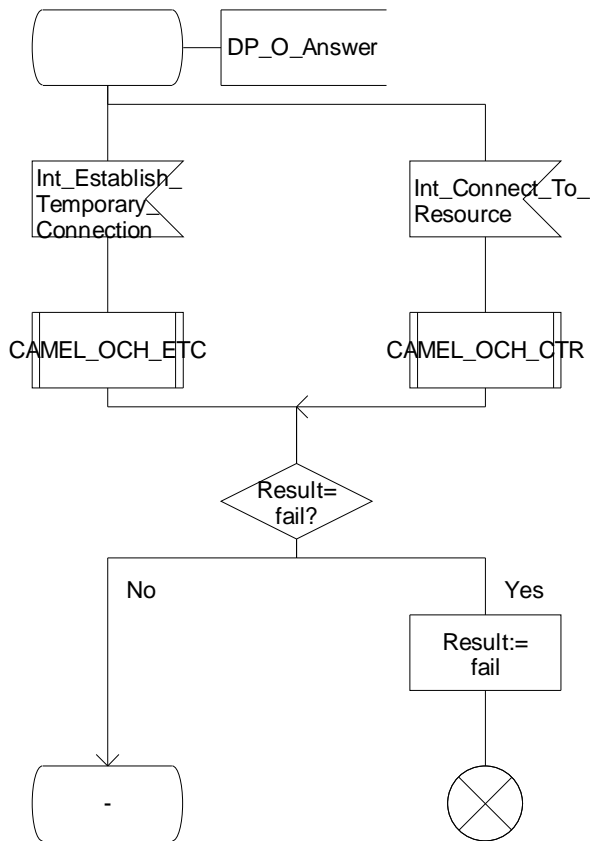 DP_O_Answer
Int_Establish_
Temporary_
Connection
Int_Connect_To_
Resource
CAMEL_OCH_ETC
CAMEL_OCH_CTR
Result=
fail?
No
Yes
Result:=
fail
-